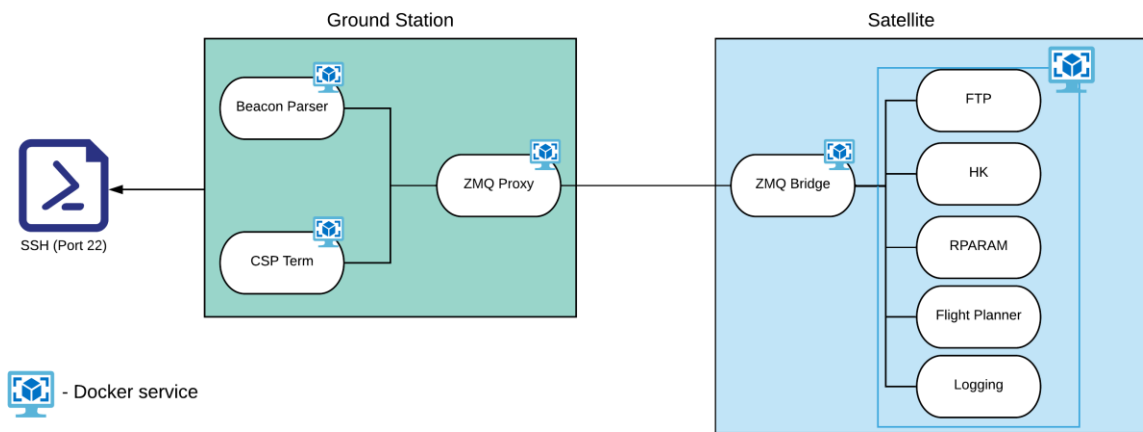 Ground Station
Satellite
Beacon Parser
FTP
ZMQ Proxy
ZMQ Bridge
HK
SSH (Port 22)
CSP Term
RPARAM
Flight Planner
Logging
- Docker service